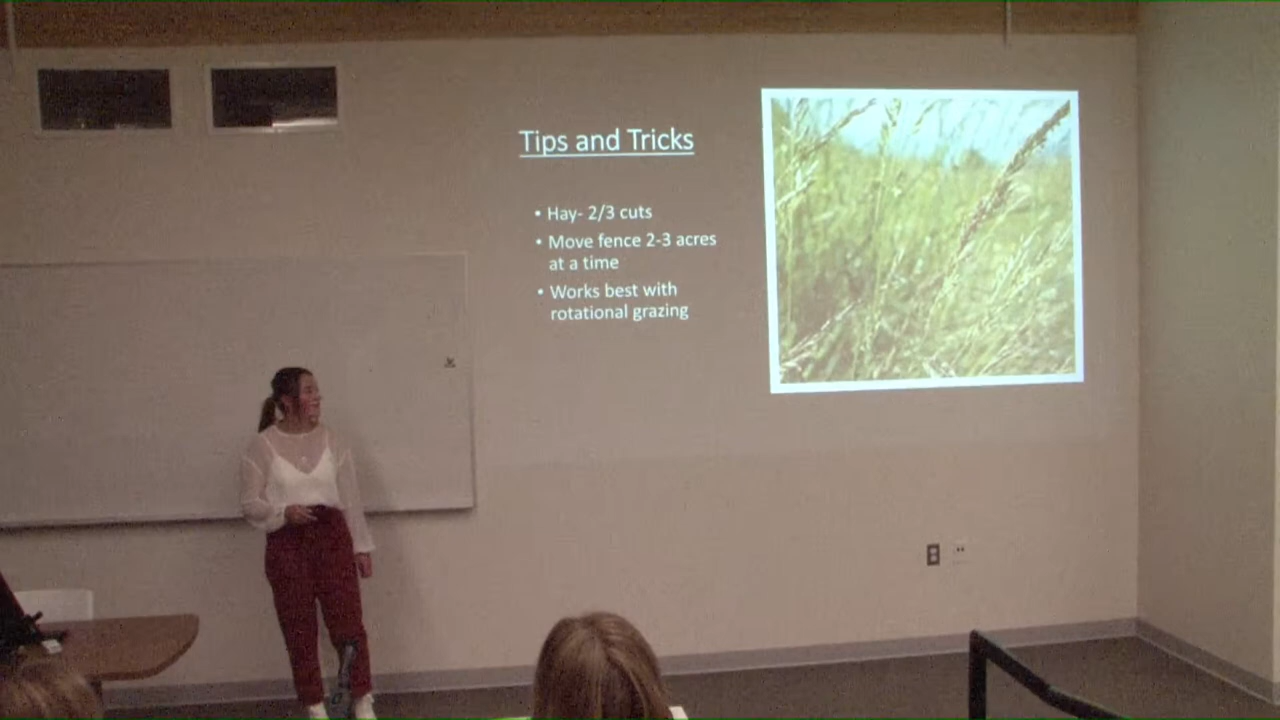 Tips and Tricks
• Hay- 2/3 cuts
• Move fence 2-3 acres
at a time
• Works best with
rotational grazing